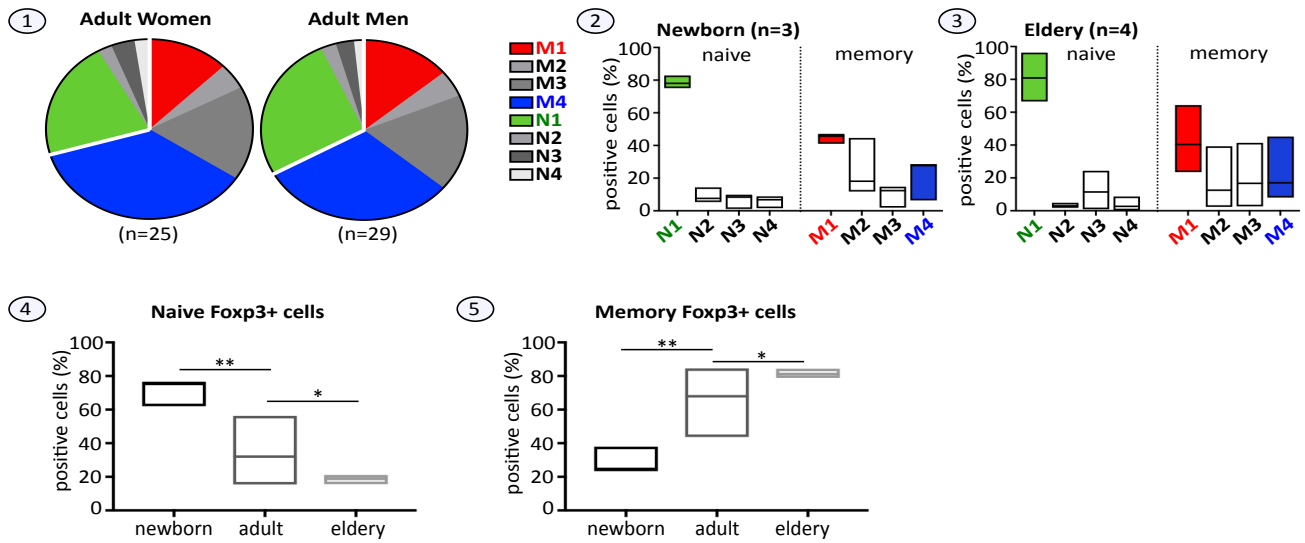 1
Adult Women
Adult Men
(n=25)
(n=29)
M1
M2
M3
M4
N1
N2
N3
N4
2
Newborn (n=3)
naive
memory
positive cells (%)
100
80
60
40
20
0
N1 N2 N3 N4 M1 M2 M3 M4
3
Eldery (n=4)
naive
memory
positive cells (%)
100
80
60
40
20
0
N1 N2 N3 N4 M1 M2 M3 M4
4
Naive Foxp3+ cells
positive cells (%)
100
80
60
40
20
0
**
*
newborn adult eldery
5
Memory Foxp3+ cells
positive cells (%)
100
80
60
40
20
0
**
*
newborn adult eldery